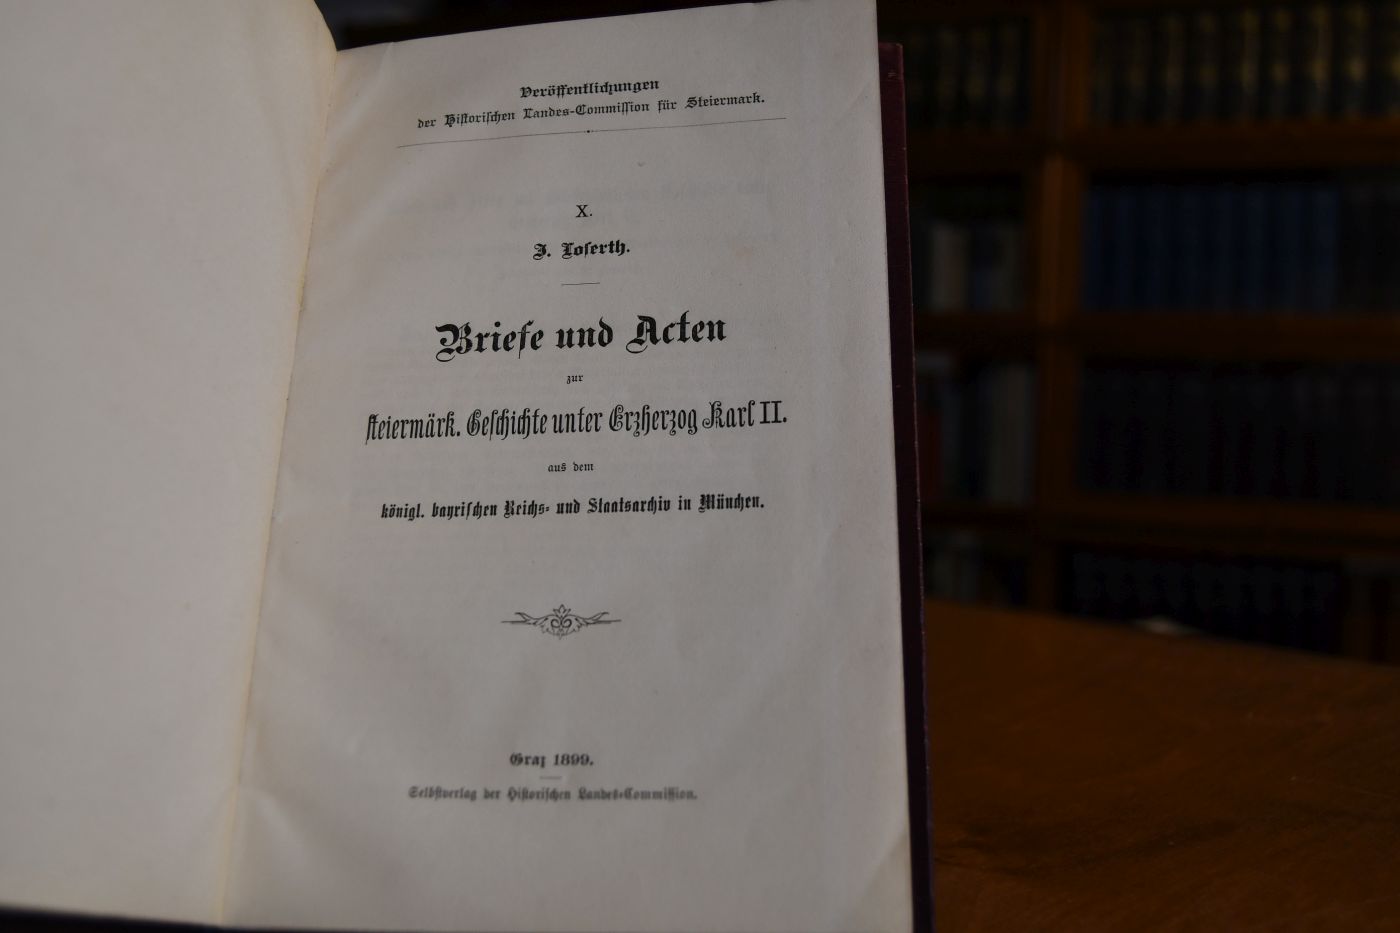 Veröffentlichungen
der Historischen Landes-Commission für Steiermark.
X.
J. Loserth.
Briefe und Acten
zur
steiermärk. Geschichte unter Erzherzog Karl II.
aus dem
königl. bayrischen Reichs- und Staatsarchiv in München.
Graz 1899.
Selbstverlag der Historischen Landes-Commission.